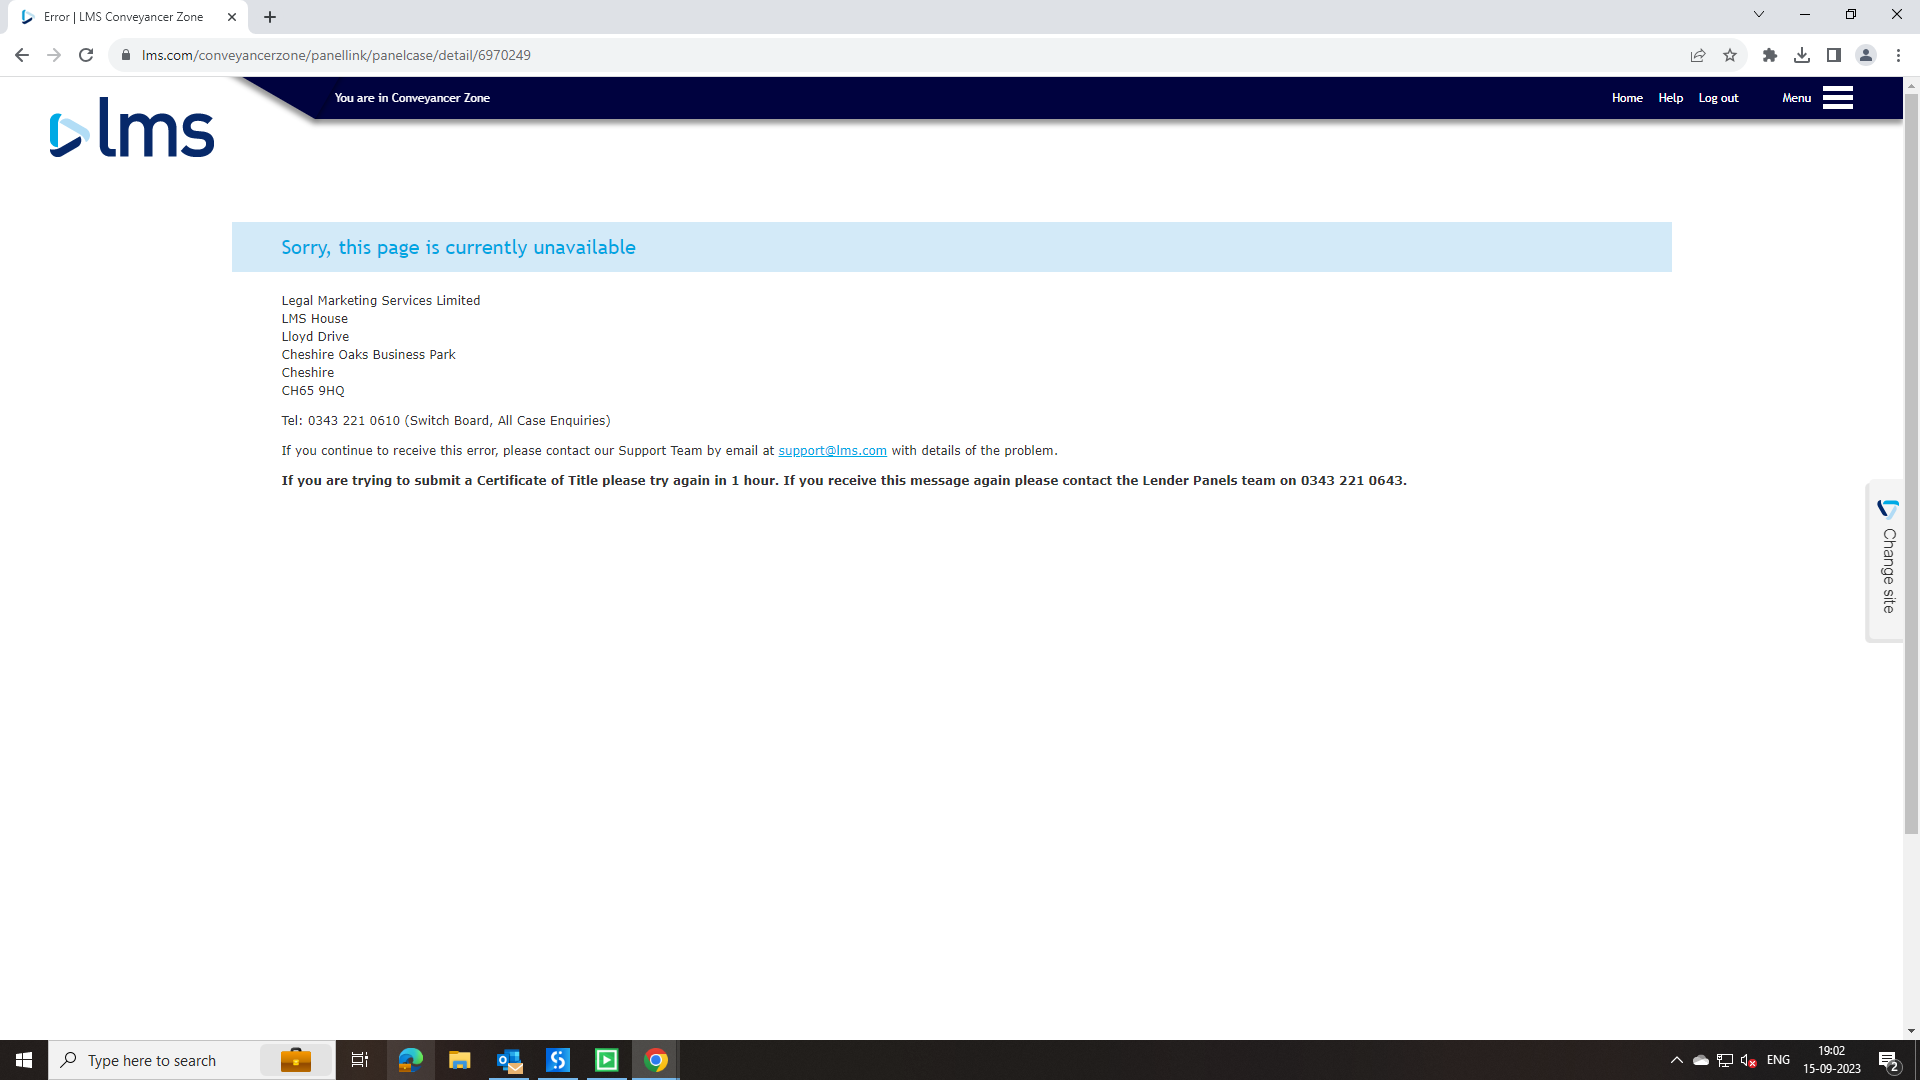 Error | LMS Conveyancer Zone
lms.com/conveyancerzone/panellink/panelcase/detail/6970249
You are in Conveyancer Zone
Home Help Log out Menu
lms
Sorry, this page is currently unavailable
Legal Marketing Services Limited
LMS House
Lloyd Drive
Cheshire Oaks Business Park
Cheshire
CH65 9HQ
Tel: 0343 221 0610 (Switch Board, All Case Enquiries)
If you continue to receive this error, please contact our Support Team by email at support@lms.com with details of the problem.
If you are trying to submit a Certificate of Title please try again in 1 hour. If you receive this message again please contact the Lender Panels team on 0343 221 0643.
Change site
Type here to search
ENG
19:02
15-09-2023
2